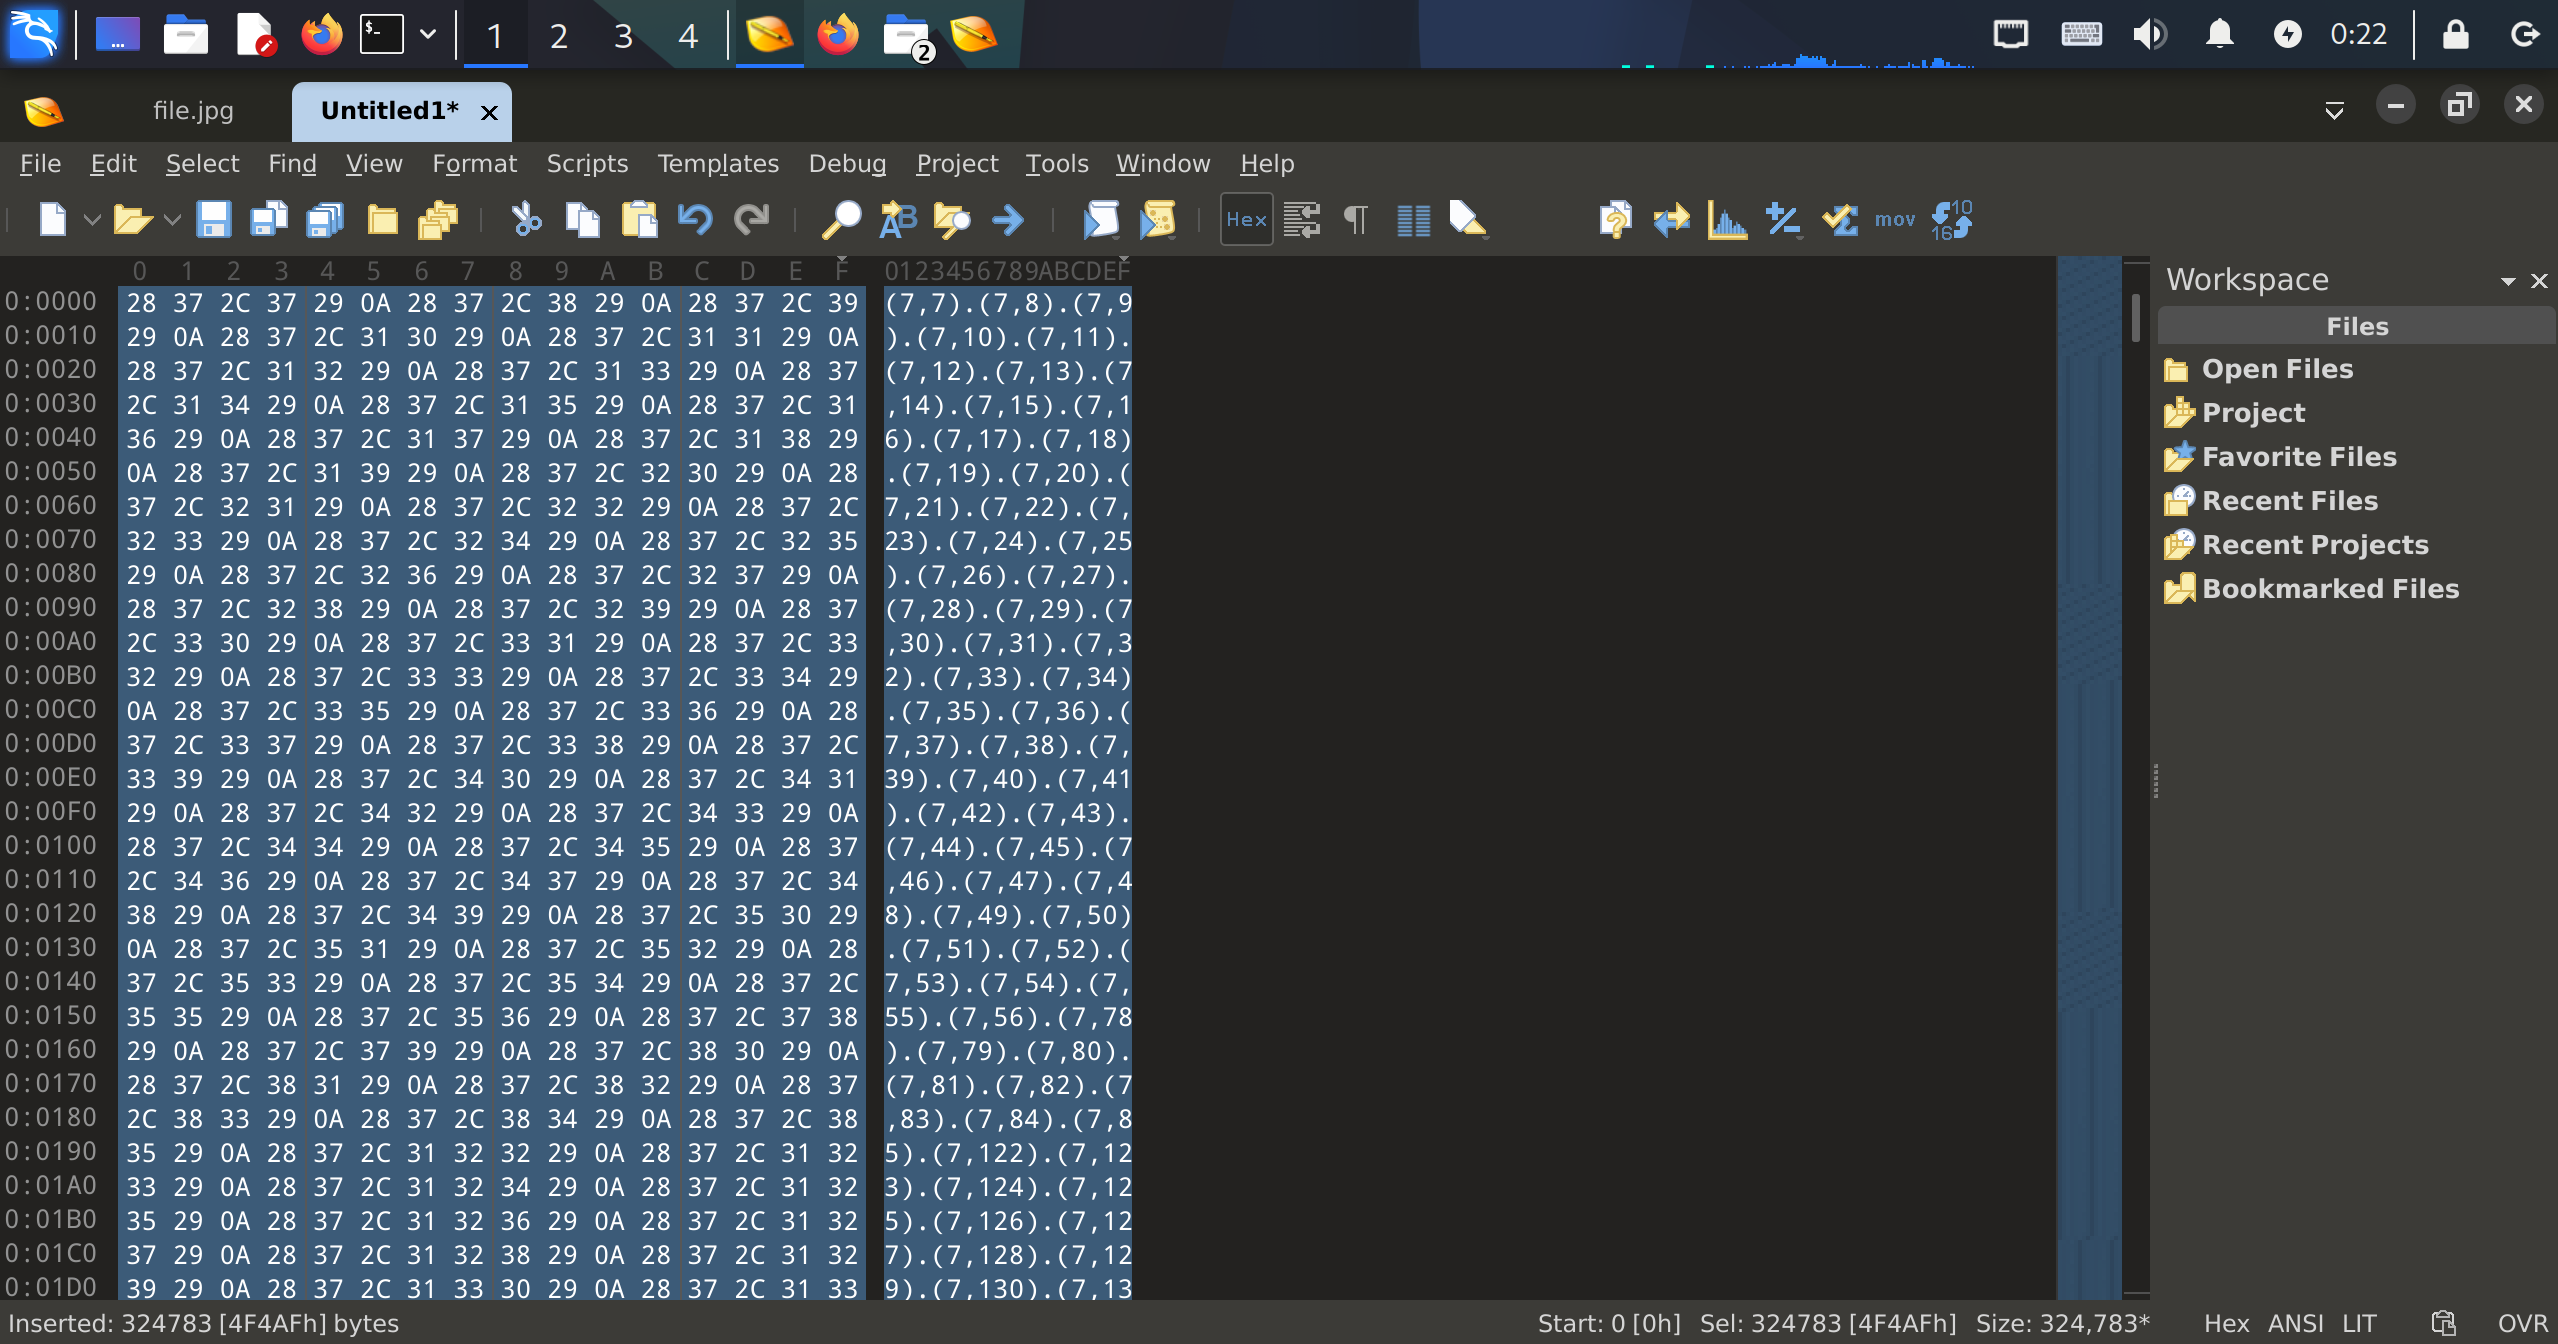 1 2 3 4 2 0:22
file.jpg Untitled1*
File Edit Select Find View Format Scripts Templates Debug Project Tools Window Help
Hex mov 10 16
0 1 2 3 4 5 6 7 8 9 A B C D E F 0123456789ABCDEF
0:0000 28 37 2C 37 29 0A 28 37 2C 38 29 0A 28 37 2C 39 (7,7).(7,8).(7,9
0:0010 29 0A 28 37 2C 31 30 29 0A 28 37 2C 31 31 29 0A ).(7,10).(7,11).
0:0020 28 37 2C 31 32 29 0A 28 37 2C 31 33 29 0A 28 37 (7,12).(7,13).(7
0:0030 2C 31 34 29 0A 28 37 2C 31 35 29 0A 28 37 2C 31 ,14).(7,15).(7,1
0:0040 36 29 0A 28 37 2C 31 37 29 0A 28 37 2C 31 38 29 6).(7,17).(7,18)
0:0050 0A 28 37 2C 31 39 29 0A 28 37 2C 32 30 29 0A 28 .(7,19).(7,20).(
0:0060 37 2C 32 31 29 0A 28 37 2C 32 32 29 0A 28 37 2C 7,21).(7,22).(7,
0:0070 32 33 29 0A 28 37 2C 32 34 29 0A 28 37 2C 32 35 23).(7,24).(7,25
0:0080 29 0A 28 37 2C 32 36 29 0A 28 37 2C 32 37 29 0A ).(7,26).(7,27).
0:0090 28 37 2C 32 38 29 0A 28 37 2C 32 39 29 0A 28 37 (7,28).(7,29).(7
0:00A0 2C 33 30 29 0A 28 37 2C 33 31 29 0A 28 37 2C 33 ,30).(7,31).(7,3
0:00B0 32 29 0A 28 37 2C 33 33 29 0A 28 37 2C 33 34 29 2).(7,33).(7,34)
0:00C0 0A 28 37 2C 33 35 29 0A 28 37 2C 33 36 29 0A 28 .(7,35).(7,36).(
0:00D0 37 2C 33 37 29 0A 28 37 2C 33 38 29 0A 28 37 2C 7,37).(7,38).(7,
0:00E0 33 39 29 0A 28 37 2C 34 30 29 0A 28 37 2C 34 31 39).(7,40).(7,41
0:00F0 29 0A 28 37 2C 34 32 29 0A 28 37 2C 34 33 29 0A ).(7,42).(7,43).
0:0100 28 37 2C 34 34 29 0A 28 37 2C 34 35 29 0A 28 37 (7,44).(7,45).(7
0:0110 2C 34 36 29 0A 28 37 2C 34 37 29 0A 28 37 2C 34 ,46).(7,47).(7,4
0:0120 38 29 0A 28 37 2C 34 39 29 0A 28 37 2C 35 30 29 8).(7,49).(7,50)
0:0130 0A 28 37 2C 35 31 29 0A 28 37 2C 35 32 29 0A 28 .(7,51).(7,52).(
0:0140 37 2C 35 33 29 0A 28 37 2C 35 34 29 0A 28 37 2C 7,53).(7,54).(7,
0:0150 35 35 29 0A 28 37 2C 35 36 29 0A 28 37 2C 37 38 55).(7,56).(7,78
0:0160 29 0A 28 37 2C 37 39 29 0A 28 37 2C 38 30 29 0A ).(7,79).(7,80).
0:0170 28 37 2C 38 31 29 0A 28 37 2C 38 32 29 0A 28 37 (7,81).(7,82).(7
0:0180 2C 38 33 29 0A 28 37 2C 38 34 29 0A 28 37 2C 38 ,83).(7,84).(7,8
0:0190 35 29 0A 28 37 2C 31 32 32 29 0A 28 37 2C 31 32 5).(7,122).(7,12
0:01A0 33 29 0A 28 37 2C 31 32 34 29 0A 28 37 2C 31 32 3).(7,124).(7,12
0:01B0 35 29 0A 28 37 2C 31 32 36 29 0A 28 37 2C 31 32 5).(7,126).(7,12
0:01C0 37 29 0A 28 37 2C 31 32 38 29 0A 28 37 2C 31 32 7).(7,128).(7,12
0:01D0 39 29 0A 28 37 2C 31 33 30 29 0A 28 37 2C 31 33 9).(7,130).(7,13
Workspace
Files
Open Files
Project
Favorite Files
Recent Files
Recent Projects
Bookmarked Files
Inserted: 324783 [4F4AFh] bytes Start: 0 [0h] Sel: 324783 [4F4AFh] Size: 324,783* Hex ANSI LIT OVR